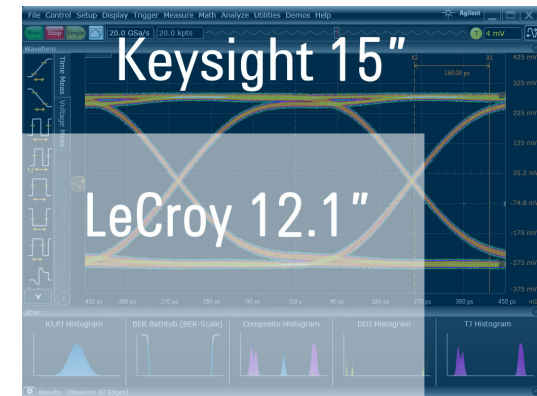 File Control Setup Display Trigger Measure Math Analyze Utilities Demos Help
Agilent
Run Stop Single 20.0 GSa/s 20.0 kpts T 4 mV
Waveform
Time Meas
Voltage Meas
Keysight 15”
X2 X1
160.00 ps
425 mV
325 mV
225 mV
125 mV
25.2 mV
-74.8 mV
-175 mV
-275 mV
-375 mV
LeCroy 12.1”
-450 ps -360 ps -270 ps -180 ps -90 ps 0.0 s 90 ps 180 ps 270 ps 360 ps 450 ps
Jitter
RJ,PJ Histogram BER Bathtub (BER-Scale) Composite Histogram DDJ Histogram TJ Histogram
Results : (Measure All Edges)